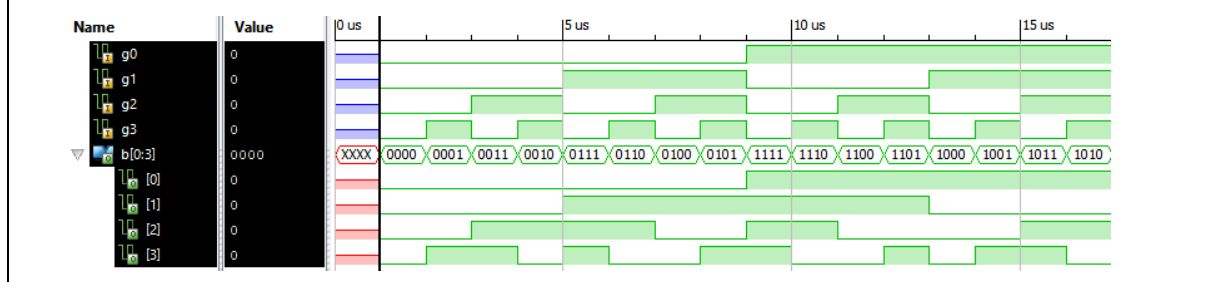 Name Value 0 us 5 us 10 us 15 us
g0 0
g1 0
g2 0
g3 0
b[0:3] 0000 XXXX 0000 0001 0011 0010 0111 0110 0100 0101 1111 1110 1100 1101 1000 1001 1011 1010
[0] 0
[1] 0
[2] 0
[3] 0